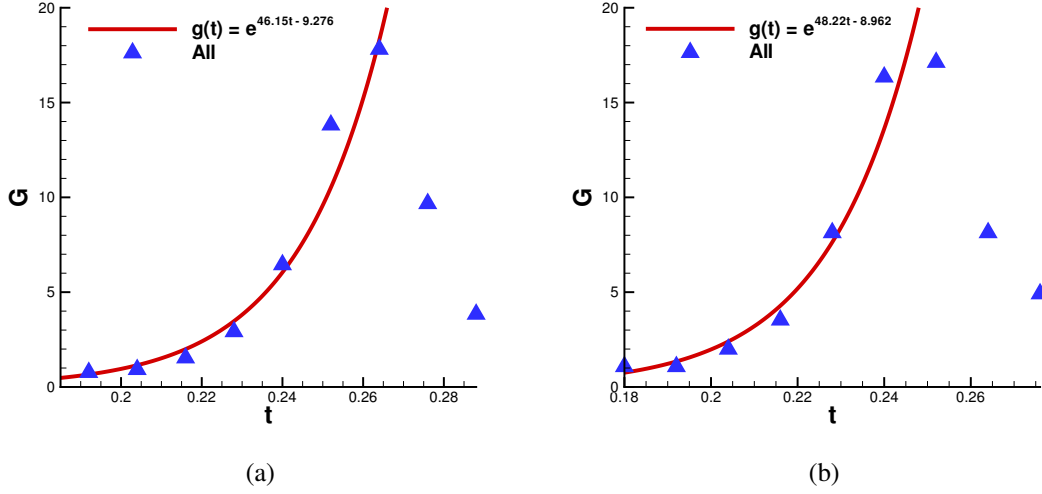 20
15
10
5
0
G
g(t) = e^46.15t - 9.276
All
0.2
0.22
0.24
0.26
0.28
t
(a)
20
15
10
5
0
G
g(t) = e^48.22t - 8.962
All
0.18
0.2
0.22
0.24
0.26
t
(b)